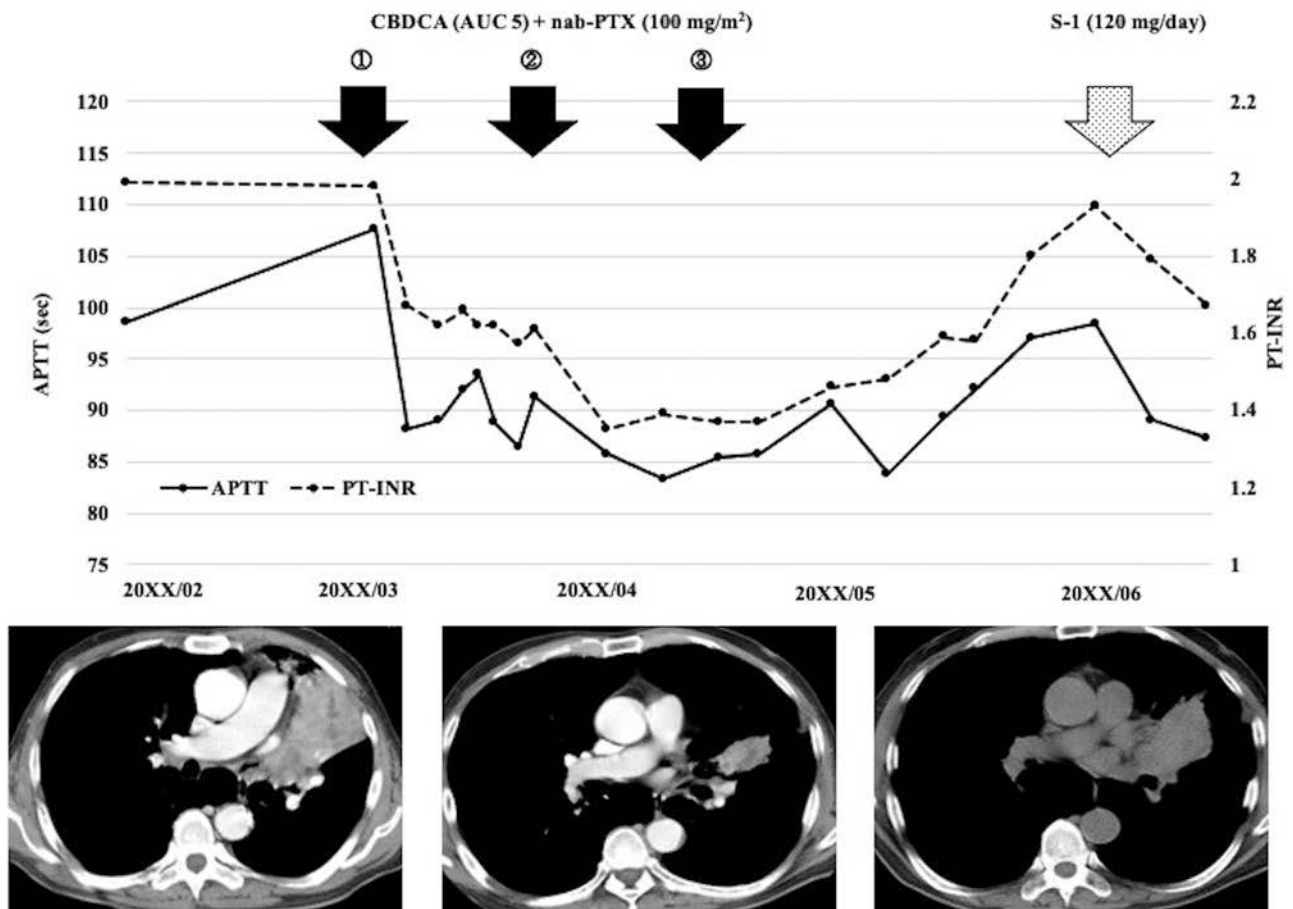 CBDCA (AUC 5) + nab-PTX (100 mg/m²) S-1 (120 mg/day)
① ② ③
120 2.2
115
110 2
105 1.8
100
95 1.6
90 1.4
85
80 1.2
75 1
APTT (sec)
PT-INR
APTT PT-INR
20XX/02 20XX/03 20XX/04 20XX/05 20XX/06